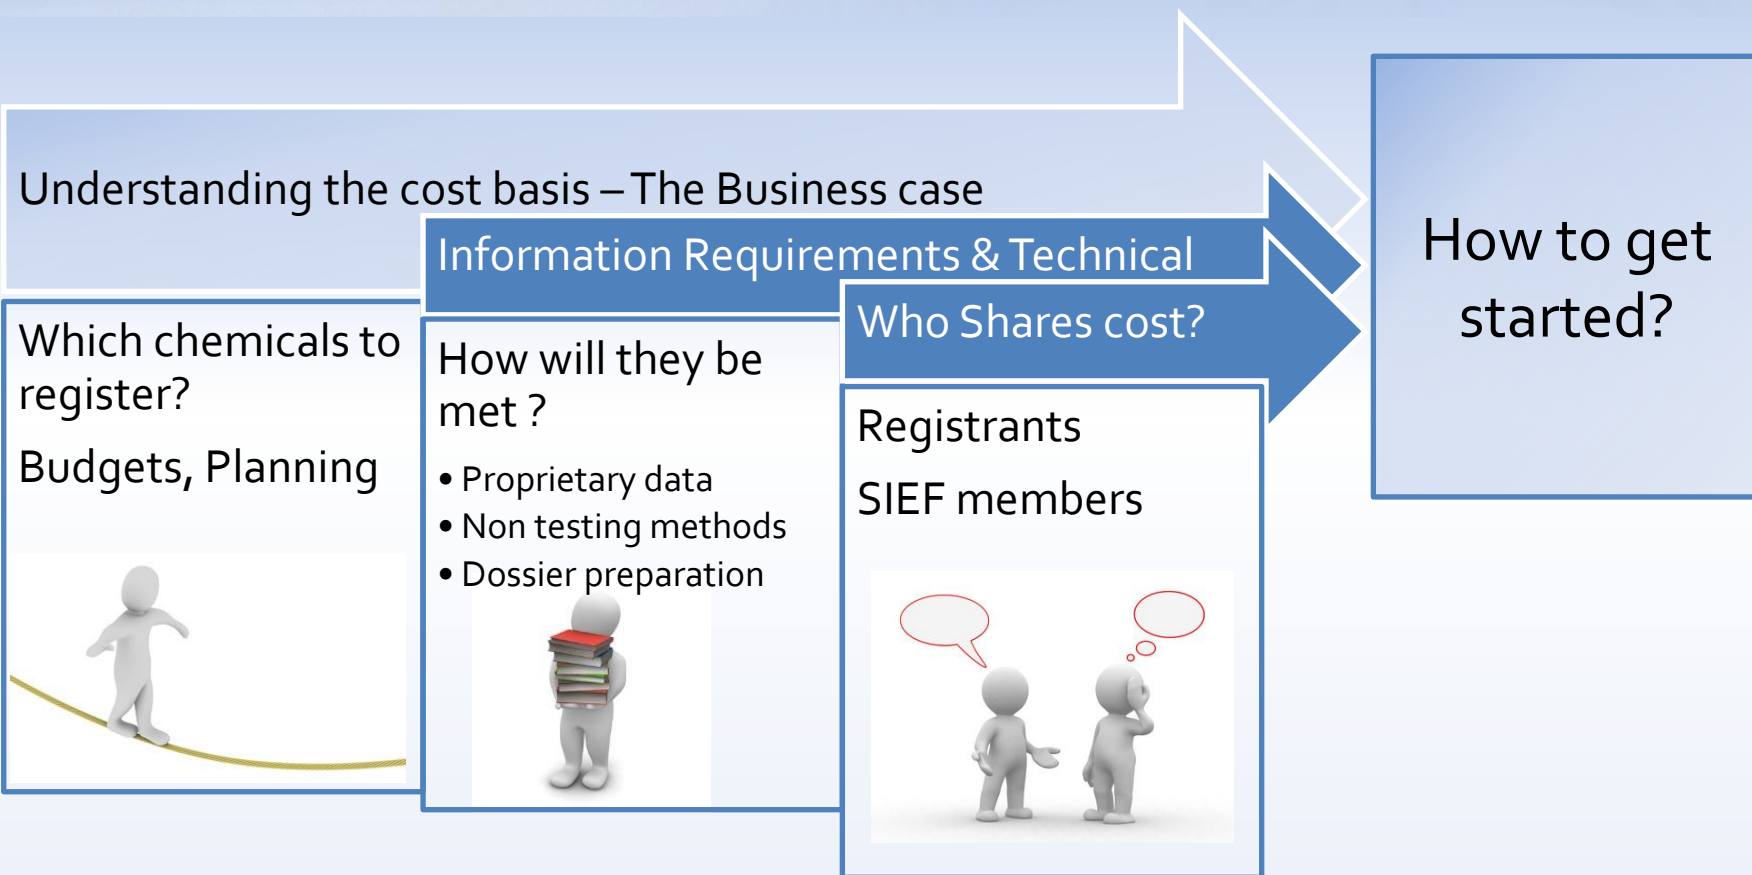 Understanding the cost basis – The Business case
Information Requirements & Technical
Who Shares cost?
Which chemicals to
register?
Budgets, Planning
How will they be
met ?
• Proprietary data
• Non testing methods
• Dossier preparation
Registrants
SIEF members
How to get
started?